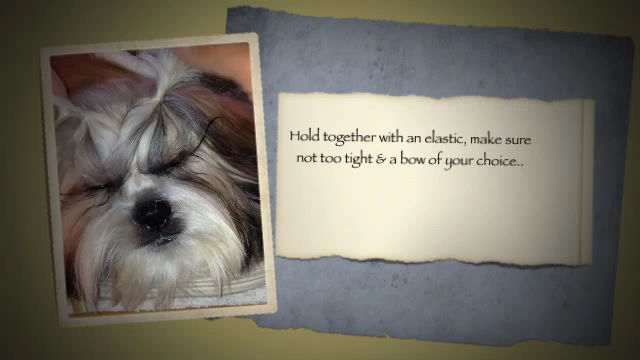 Hold together with an elastic, make sure
not too tight & a bow of your choice..